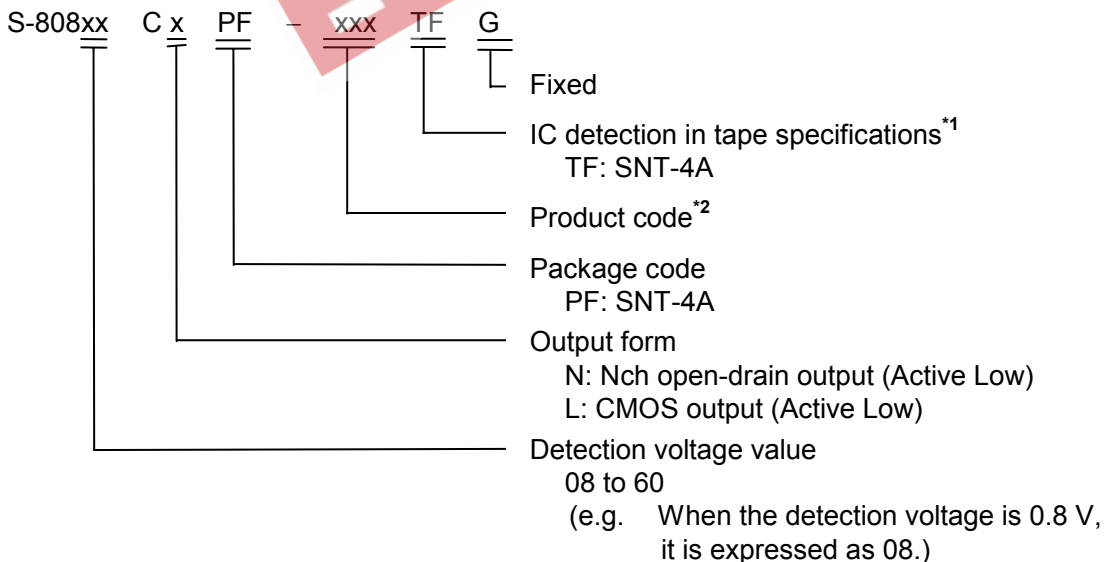 S-808xx C x PF – xxx TF G
Fixed
IC detection in tape specifications*1
TF: SNT-4A
Product code*2
Package code
PF: SNT-4A
Output form
N: Nch open-drain output (Active Low)
L: CMOS output (Active Low)
Detection voltage value
08 to 60
(e.g. When the detection voltage is 0.8 V,
it is expressed as 08.)